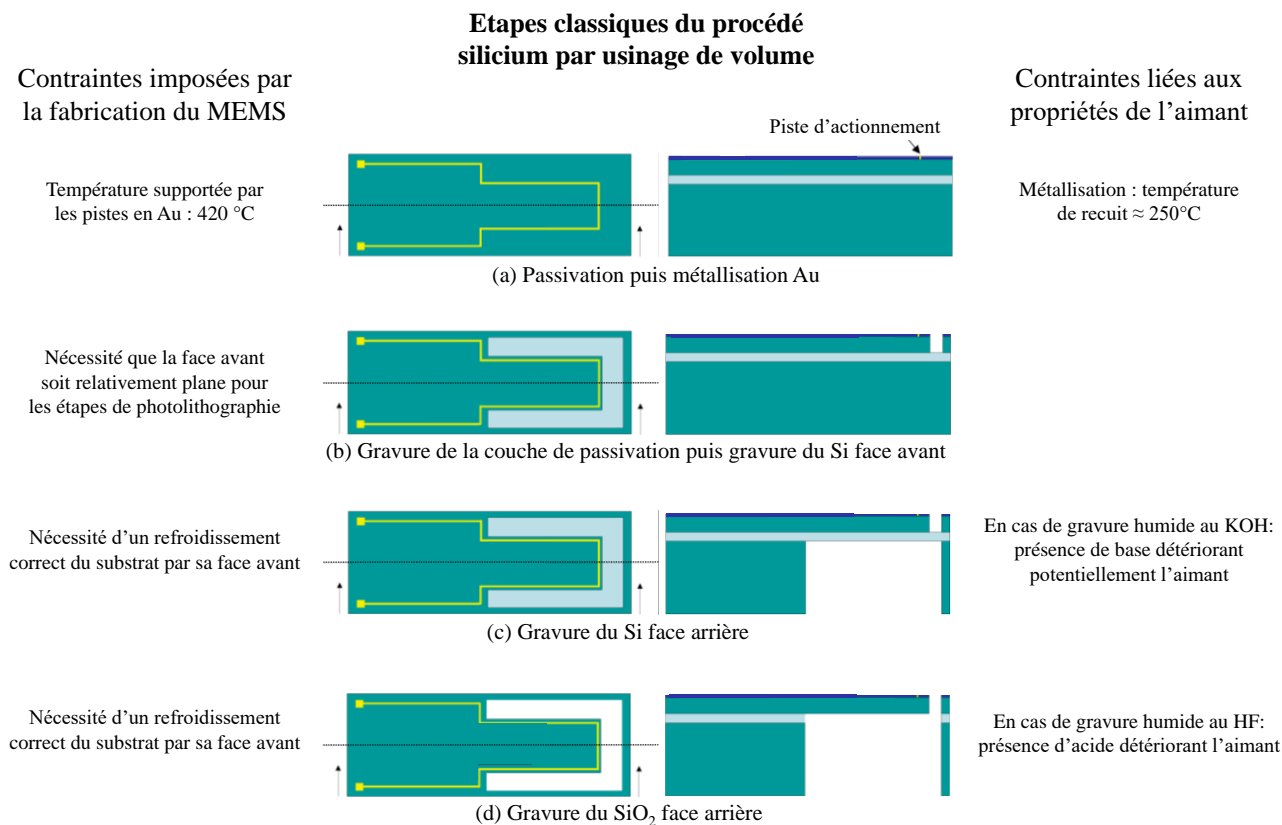 Etapes classiques du procédé
silicium par usinage de volume
Contraintes imposées par
la fabrication du MEMS
Contraintes liées aux
propriétés de l'aimant
Piste d'actionnement
Température supportée par
les pistes en Au : 420 °C
Métallisation : température
de recuit ≈ 250°C
(a) Passivation puis métallisation Au
Nécessité que la face avant
soit relativement plane pour
les étapes de photolithographie
(b) Gravure de la couche de passivation puis gravure du Si face avant
Nécessité d'un refroidissement
correct du substrat par sa face avant
En cas de gravure humide au KOH:
présence de base détériorant
potentiellement l'aimant
(c) Gravure du Si face arrière
Nécessité d'un refroidissement
correct du substrat par sa face avant
En cas de gravure humide au HF:
présence d'acide détériorant l'aimant
(d) Gravure du SiO₂ face arrière